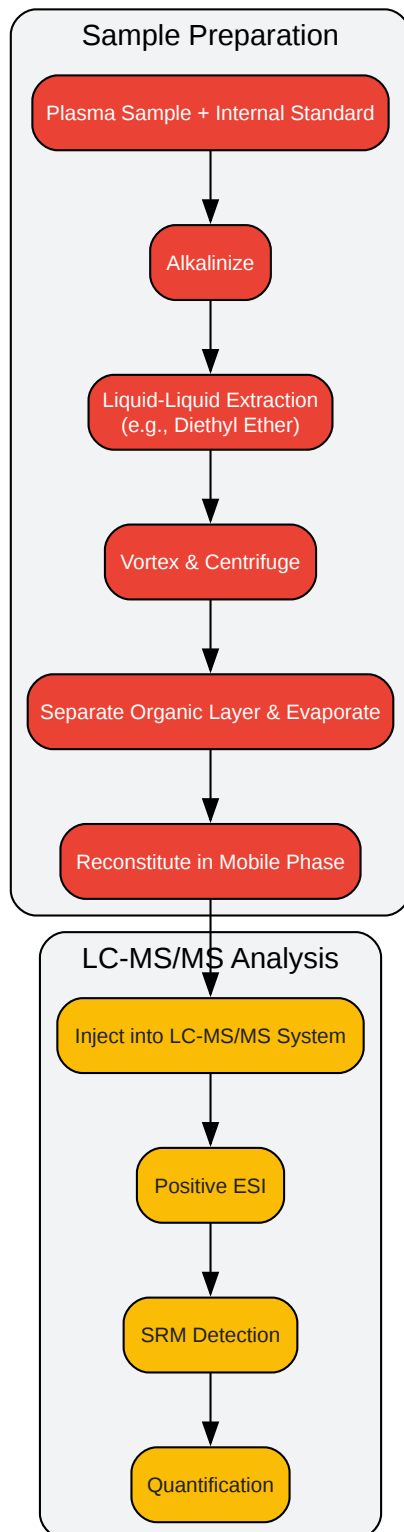 Sample Preparation
Plasma Sample + Internal Standard
Alkalinize
Liquid-Liquid Extraction
(e.g., Diethyl Ether)
Vortex & Centrifuge
Separate Organic Layer & Evaporate
Reconstitute in Mobile Phase
LC-MS/MS Analysis
Inject into LC-MS/MS System
Positive ESI
SRM Detection
Quantification